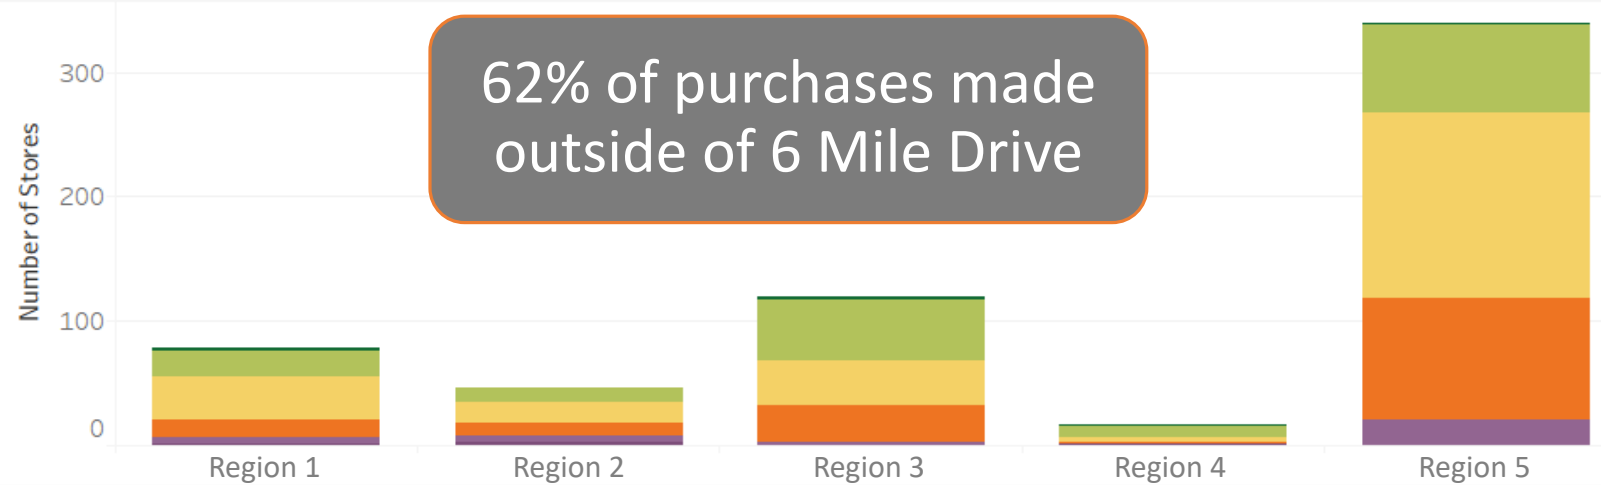 62% of purchases made
outside of 6 Mile Drive
Number of Stores
300
200
100
0
Region 1
Region 2
Region 3
Region 4
Region 5